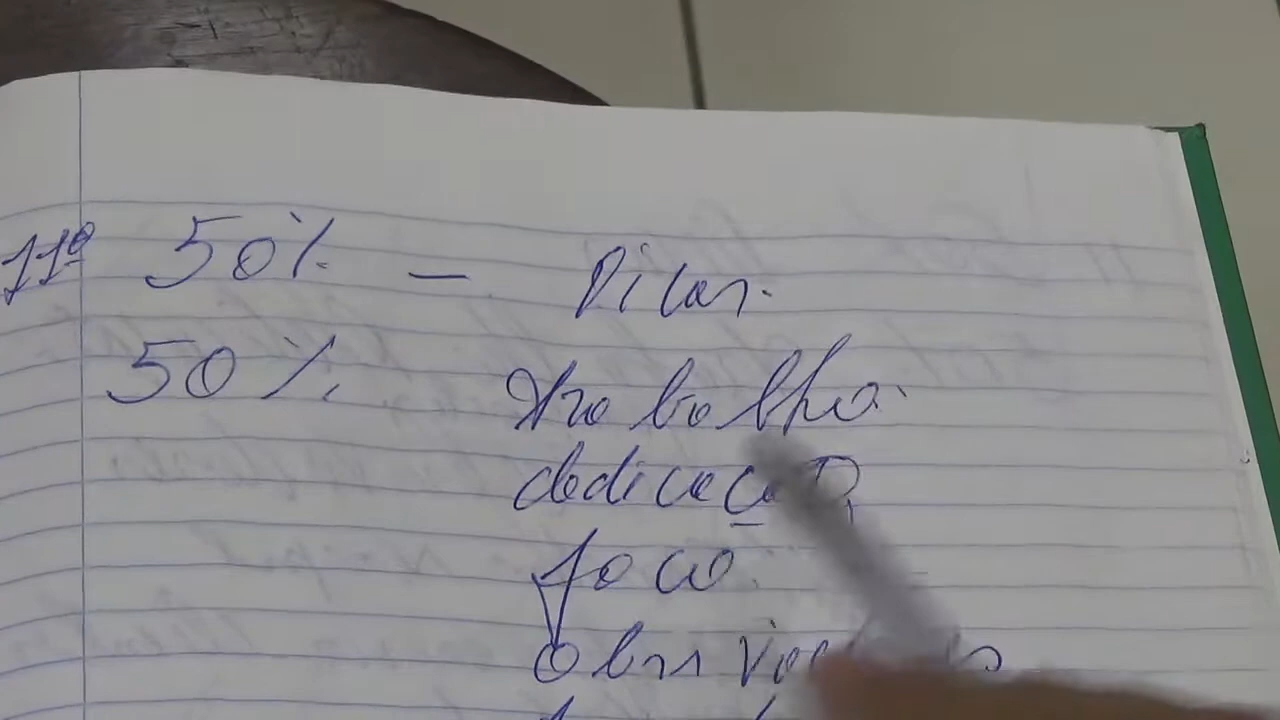 11º 50% - Pilar.
50% Trabalho.
dedicação,
foco.